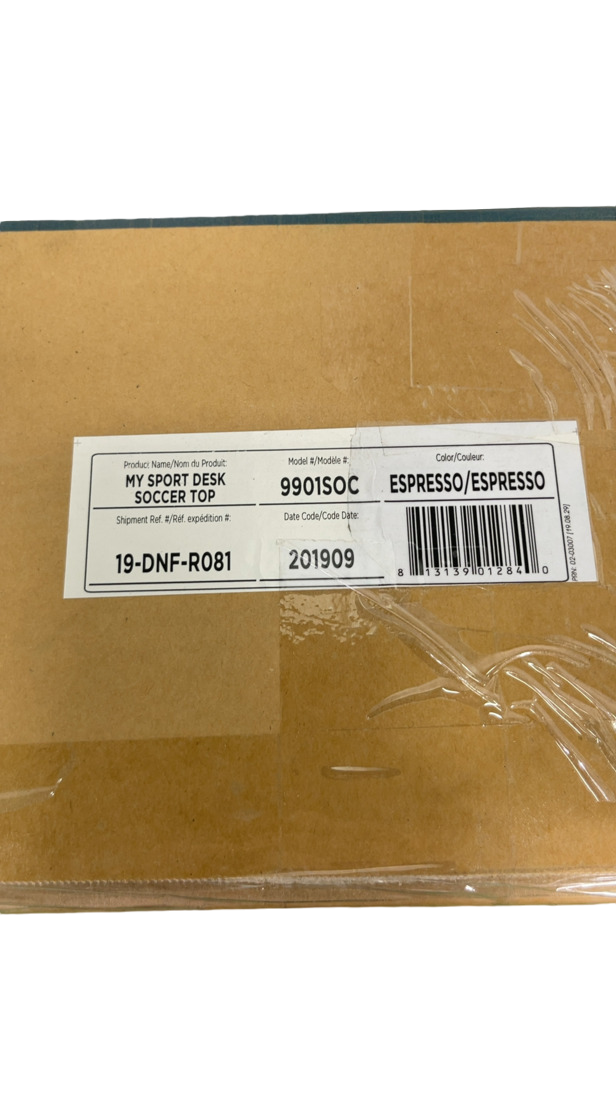 Product Name/Nom du Produit:
MY SPORT DESK
SOCCER TOP
Model #/Modèle #:
9901SOC
Color/Couleur:
ESPRESSO/ESPRESSO
Shipment Ref. #/Réf. expédition #:
19-DNF-R081
Date Code/Code Date:
201909
8 13139 01284 0